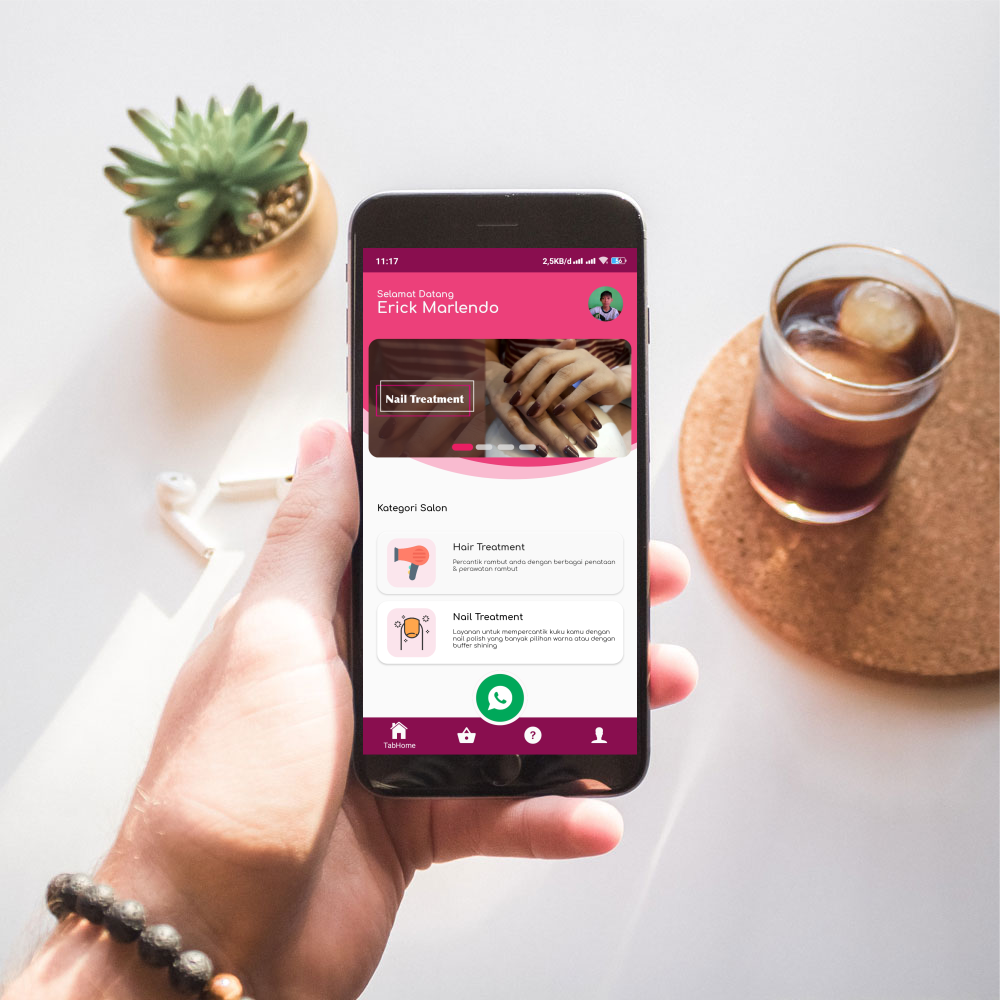 11:17
2,5KB/d
56
Selamat Datang
Erick Marlendo
Nail Treatment
Kategori Salon
Hair Treatment
Percantik rambut anda dengan berbagai penataan
& perawatan rambut
Nail Treatment
Layanan untuk mempercantik kuku kamu dengan
nail polish yang banyak pilihan warna atau dengan
buffer shining
?
TabHome